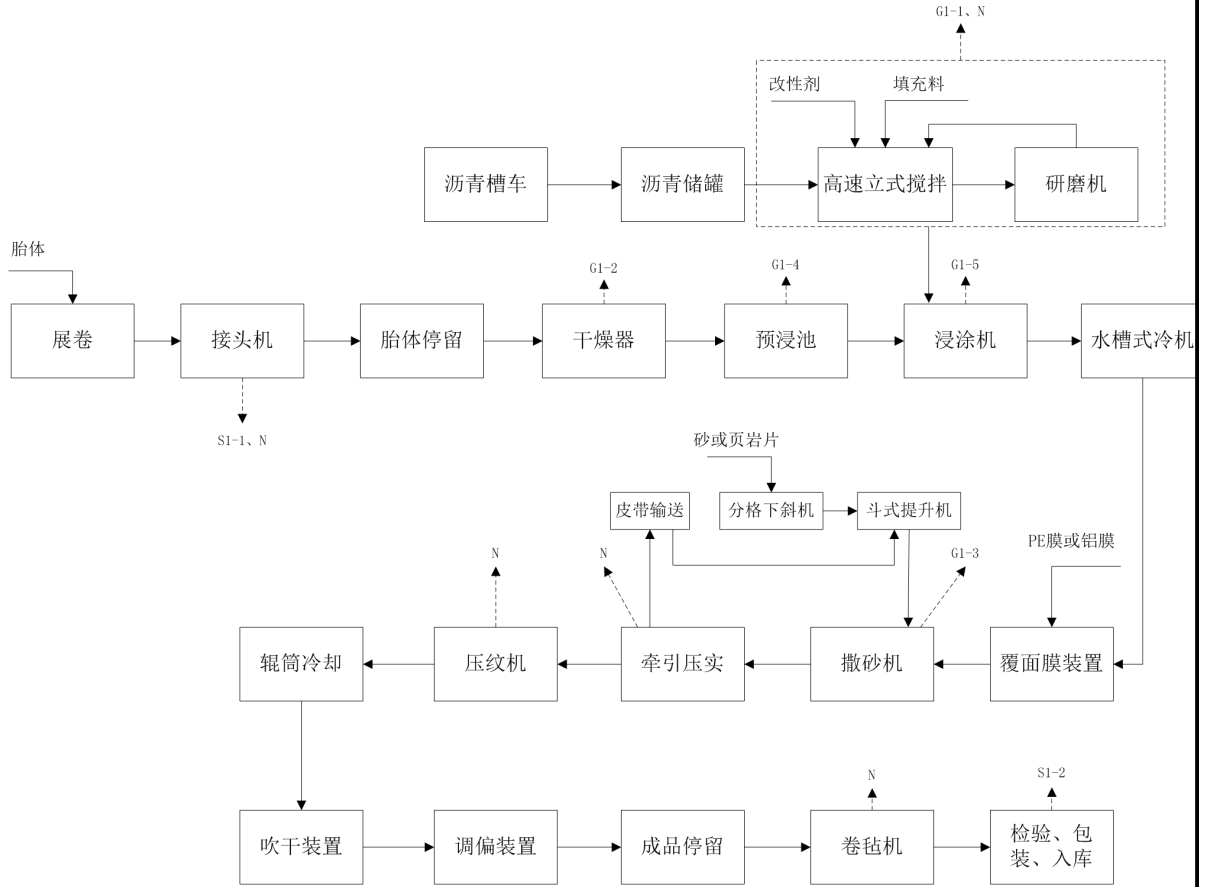 G1-1、N
改性剂
填充料
沥青槽车
沥青储罐
高速立式搅拌
研磨机
胎体
G1-2
G1-4
G1-5
展卷
接头机
胎体停留
干燥器
预浸池
浸涂机
水槽式冷机
S1-1、N
砂或页岩片
皮带输送
分格下斜机
斗式提升机
PE膜或铝膜
N
N
G1-3
辊筒冷却
压纹机
牵引压实
撒砂机
覆面膜装置
N
S1-2
吹干装置
调偏装置
成品停留
卷毡机
检验、包
装、入库